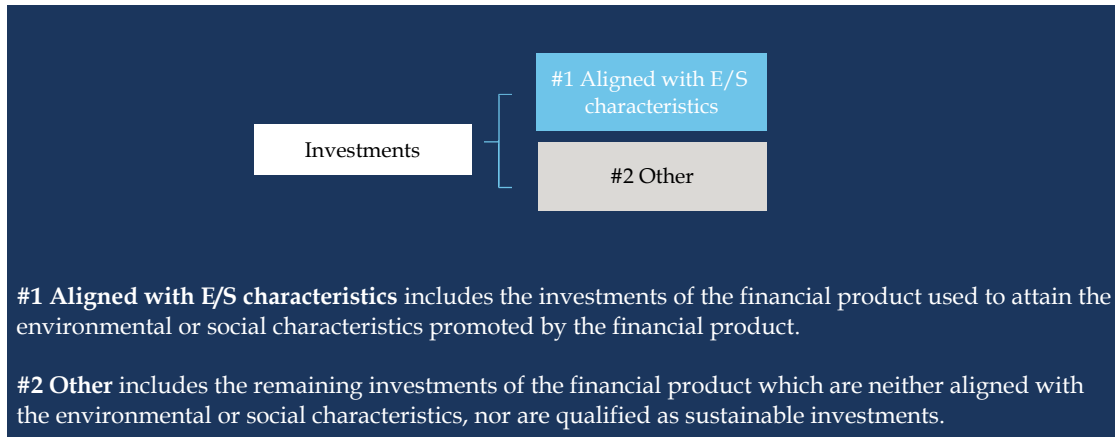 #1 Aligned with E/S
characteristics
Investments
#2 Other
#1 Aligned with E/S characteristics includes the investments of the financial product used to attain the
environmental or social characteristics promoted by the financial product.
#2 Other includes the remaining investments of the financial product which are neither aligned with
the environmental or social characteristics, nor are qualified as sustainable investments.